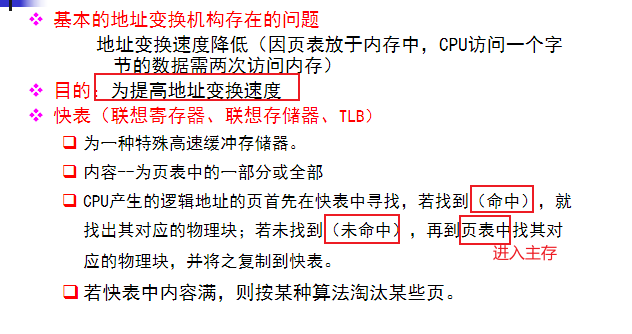 基本的地址变换机构存在的问题
地址变换速度降低（因页表放于内存中，CPU访问一个字
节的数据需两次访问内存）
目的：为提高地址变换速度
快表（联想寄存器、联想存储器、TLB）
为一种特殊高速缓冲存储器。
内容--为页表中的一部分或全部
CPU产生的逻辑地址的页首先在快表中寻找，若找到（命中），就
找出其对应的物理块；若未找到（未命中），再到页表中找其对
应的物理块，并将之复制到快表。
进入主存
若快表中内容满，则按某种算法淘汰某些页。